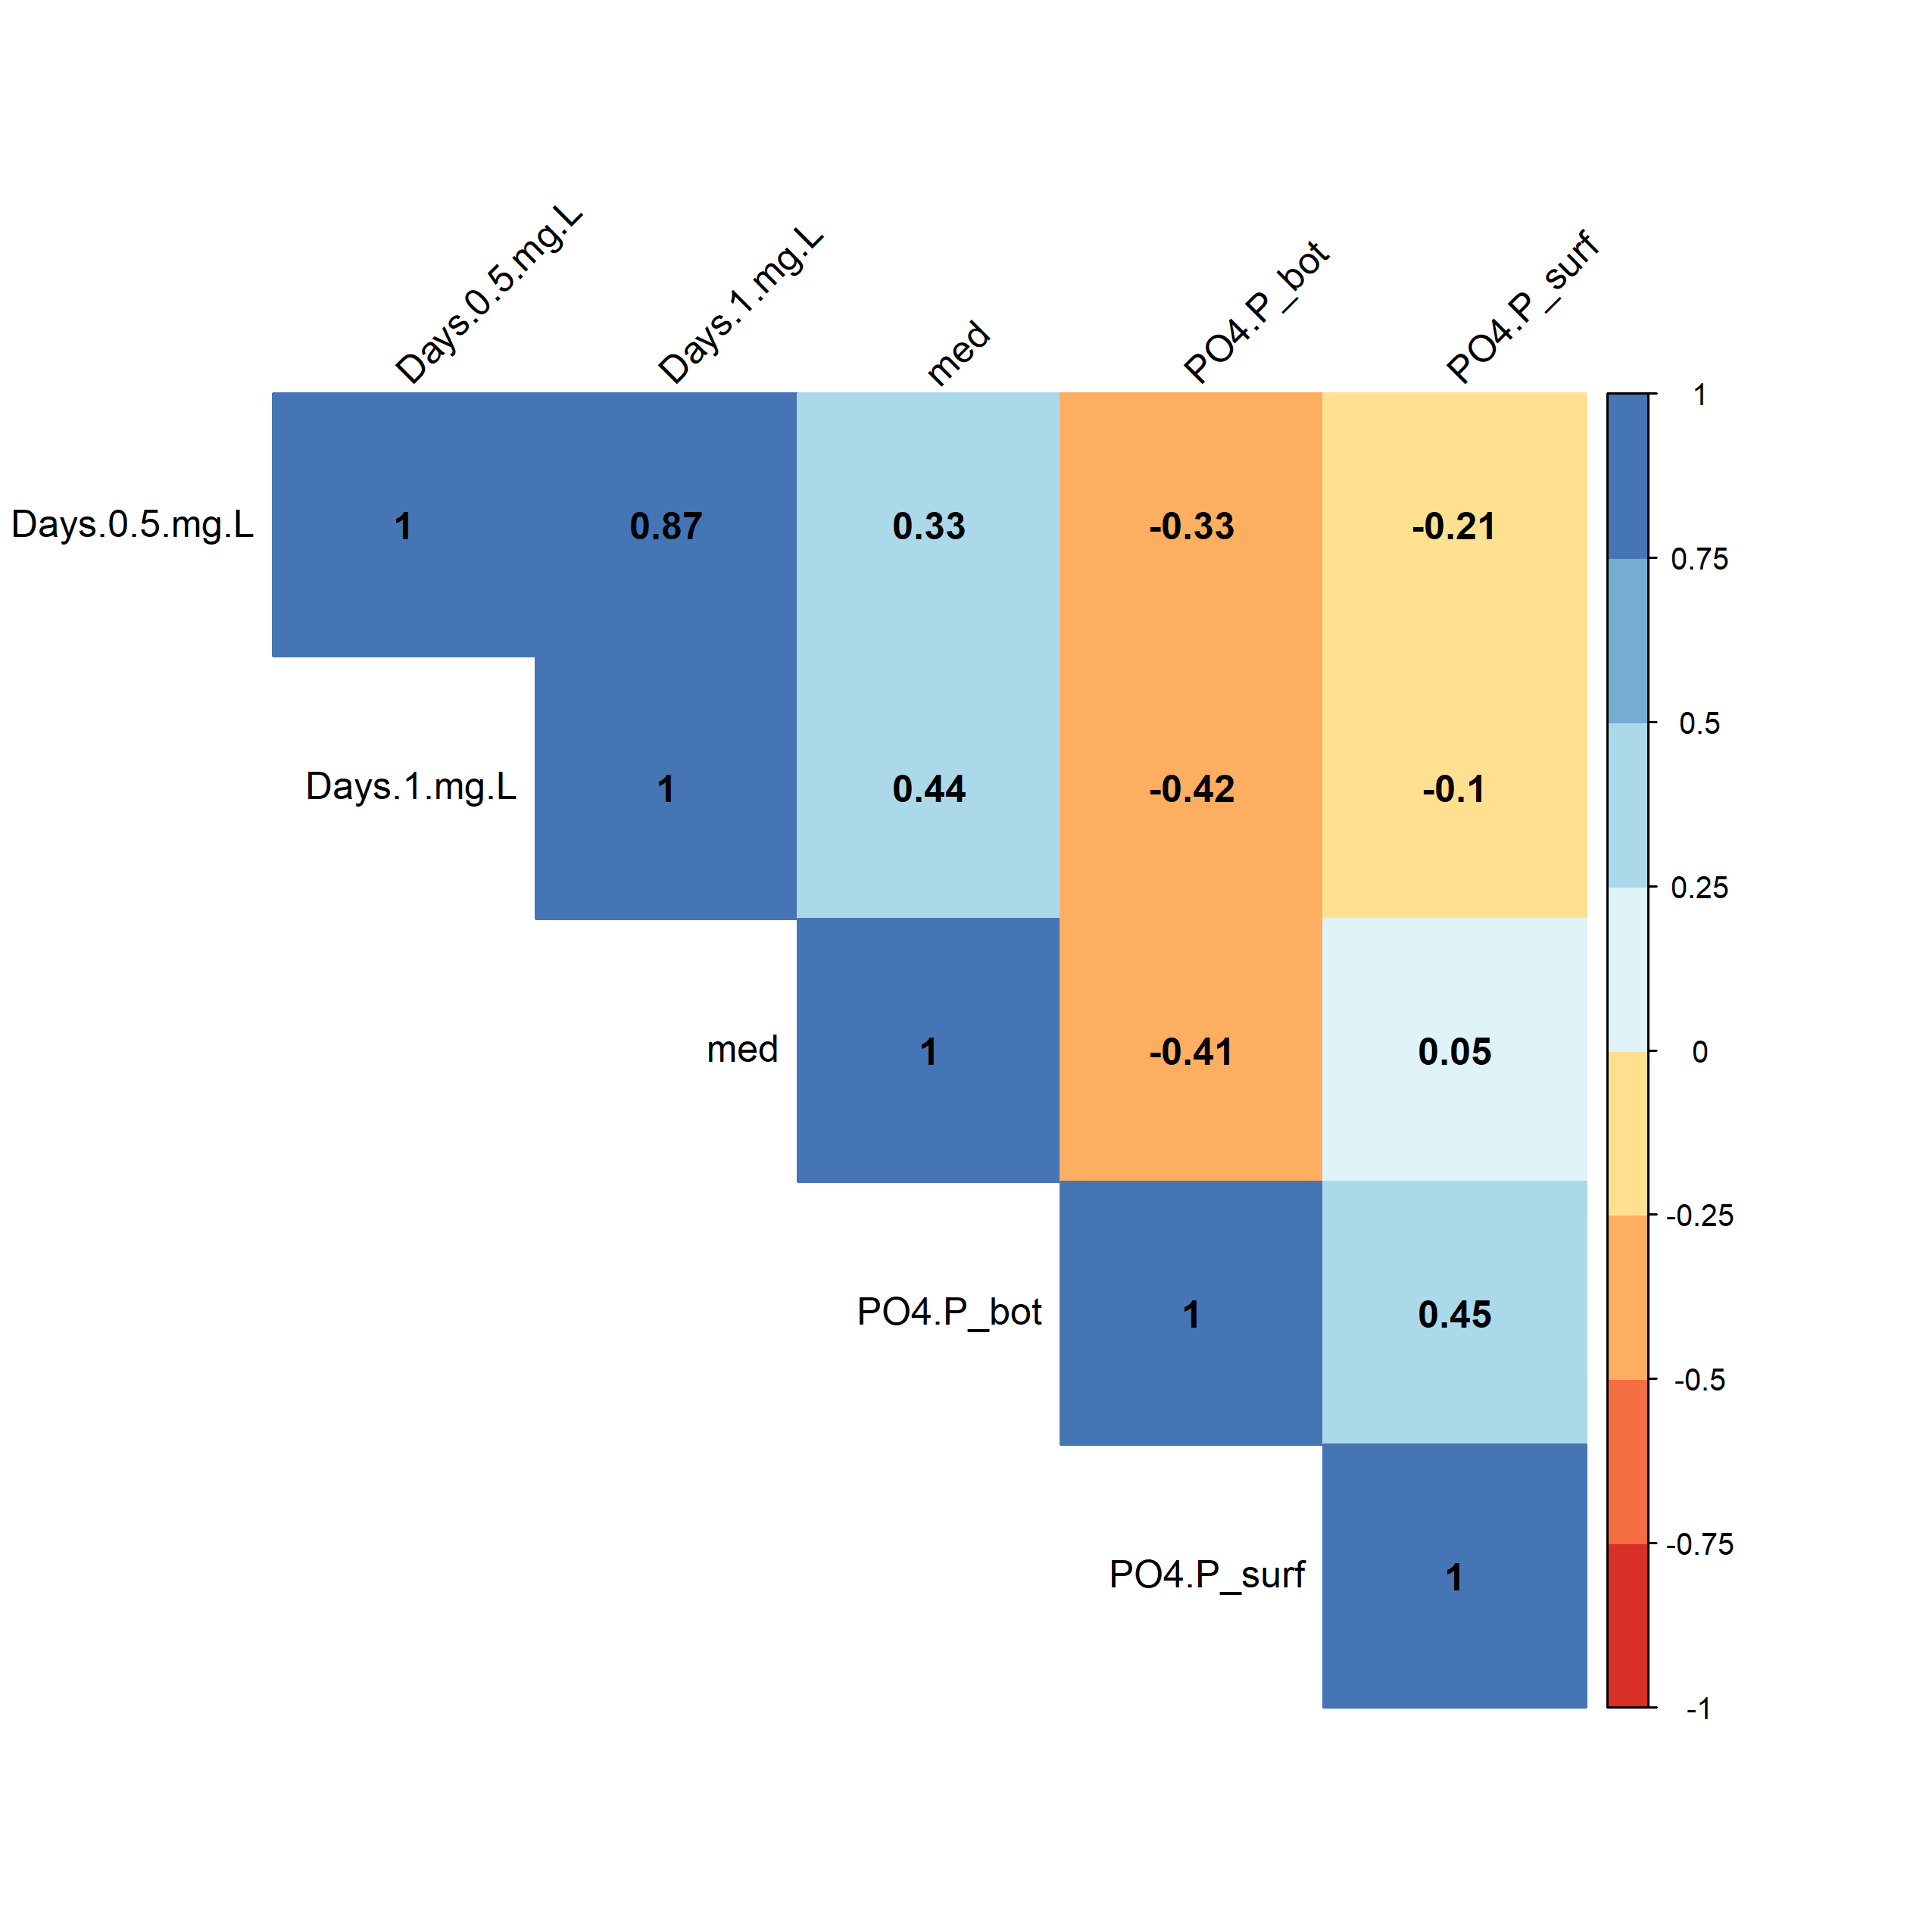 Days.0.5.mg.L
Days.1.mg.L
med
PO4.P_bot
PO4.P_surf
Days.0.5.mg.L 1 0.87 0.33 -0.33 -0.21
Days.1.mg.L 1 0.44 -0.42 -0.1
med 1 -0.41 0.05
PO4.P_bot 1 0.45
PO4.P_surf 1
1
0.75
0.5
0.25
0
-0.25
-0.5
-0.75
-1